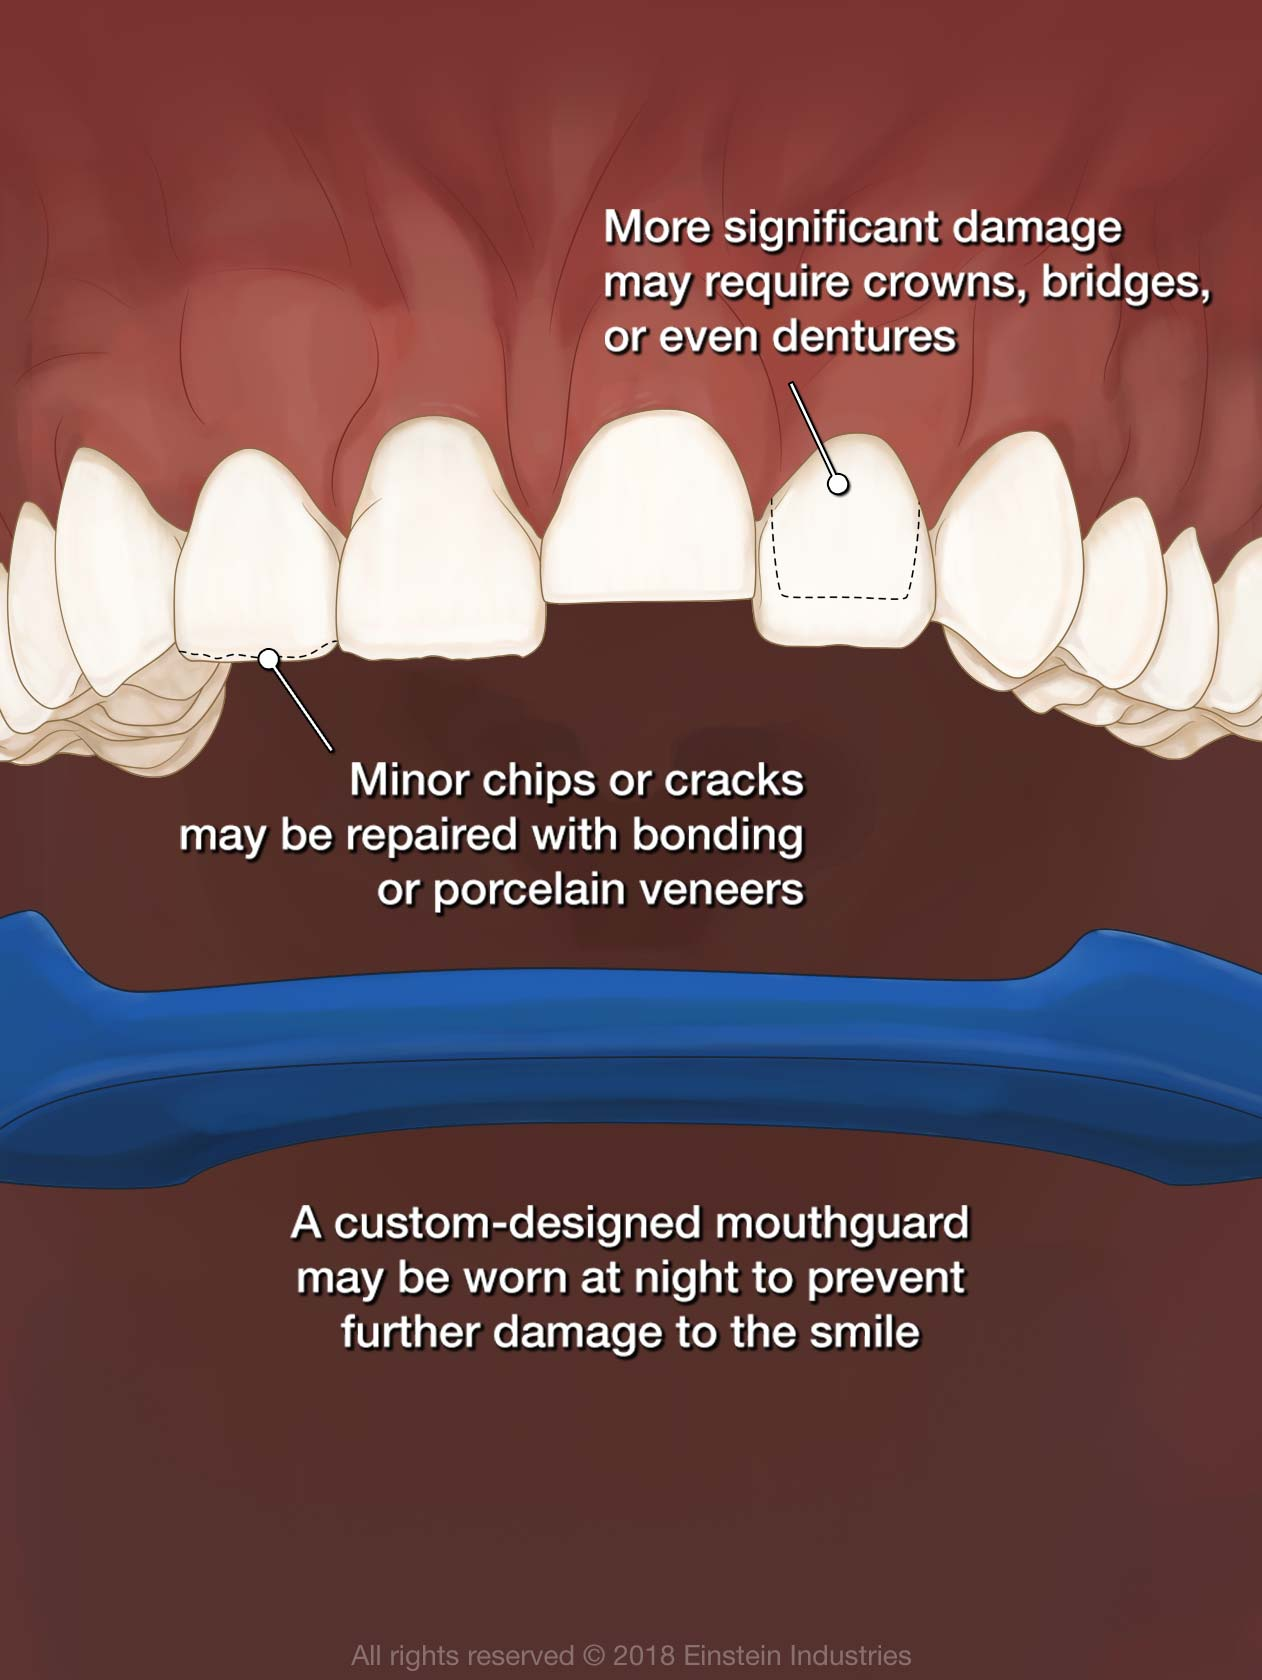 More significant damage
may require crowns, bridges,
or even dentures
Minor chips or cracks
may be repaired with bonding
or porcelain veneers
A custom-designed mouthguard
may be worn at night to prevent
further damage to the smile
All rights reserved © 2018 Einstein Industries